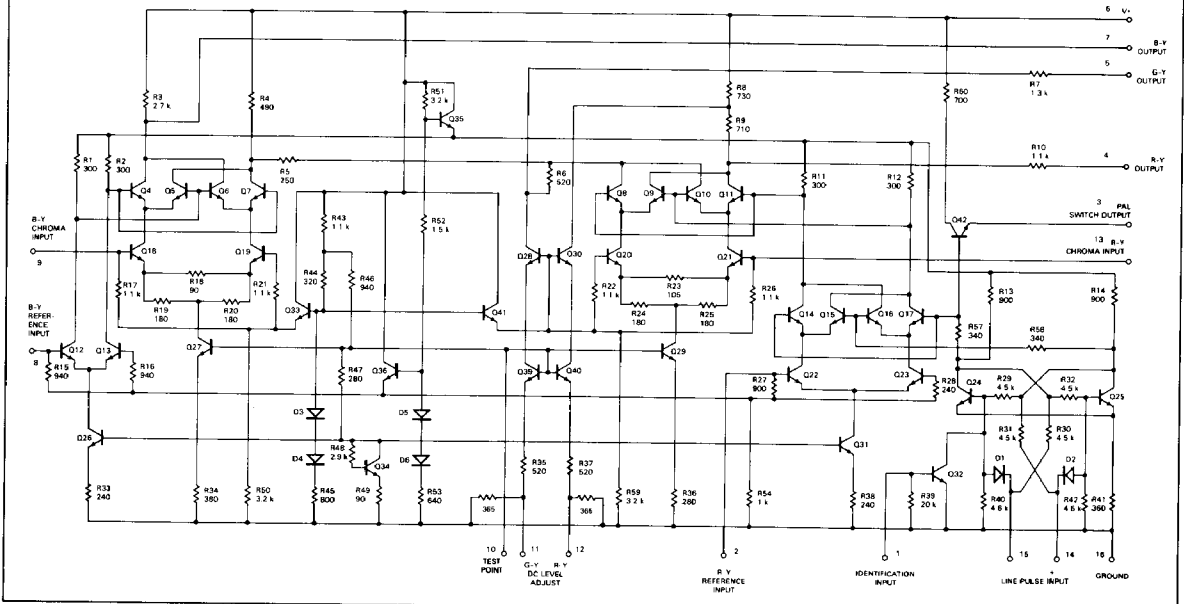 6 V+
7 B-Y OUTPUT
5 G-Y OUTPUT
R3 2.7 k
R4 490
R51 3.2 k
Q35
R8 730
R9 710
R60 700
R7 1.3 k
R1 300
R2 300
R5 250
R6 520
R10 1.1 k
4 R-Y OUTPUT
R11 300
R12 300
Q4
Q5
Q6
Q7
Q8
Q9
Q10
Q11
3 PAL SWITCH OUTPUT
Q42
13 R-Y CHROMA INPUT
B-Y CHROMA INPUT
9
R43 1.1 k
R52 1.5 k
Q18
Q19
Q28
Q30
Q20
Q21
R18 90
R44 320
R46 940
R23 105
R17 1.1 k
R21 1.1 k
R22 1.1 k
R26 1.1 k
R13 900
R14 900
R19 180
R20 180
Q33
Q41
R24 180
R25 180
Q14
Q15
Q16
Q17
R57 340
R58 340
B-Y REFERENCE INPUT
8
Q12
Q13
Q27
R15 940
R16 940
R47 280
Q36
Q39
Q40
Q29
R27 900
Q22
Q23
R28 240
Q24
R29 4.5 k
R32 4.5 k
Q25
R31 4.5 k
R30 4.5 k
D3
D5
Q26
R48 2.9 k
Q34
Q31
Q32
D1
D2
D4
D6
R33 240
R34 380
R50 3.2 k
R45 800
R49 90
R53 640
R35 520
R37 520
365
365
R59 3.2 k
R36 280
R54 1 k
R38 240
R39 20 k
R40 4.6 k
R42 4.6 k
R41 360
10
TEST POINT
11
12
G-Y R-Y
DC LEVEL ADJUST
2
R-Y REFERENCE INPUT
1
IDENTIFICATION INPUT
15
14
+
LINE PULSE INPUT
16
GROUND